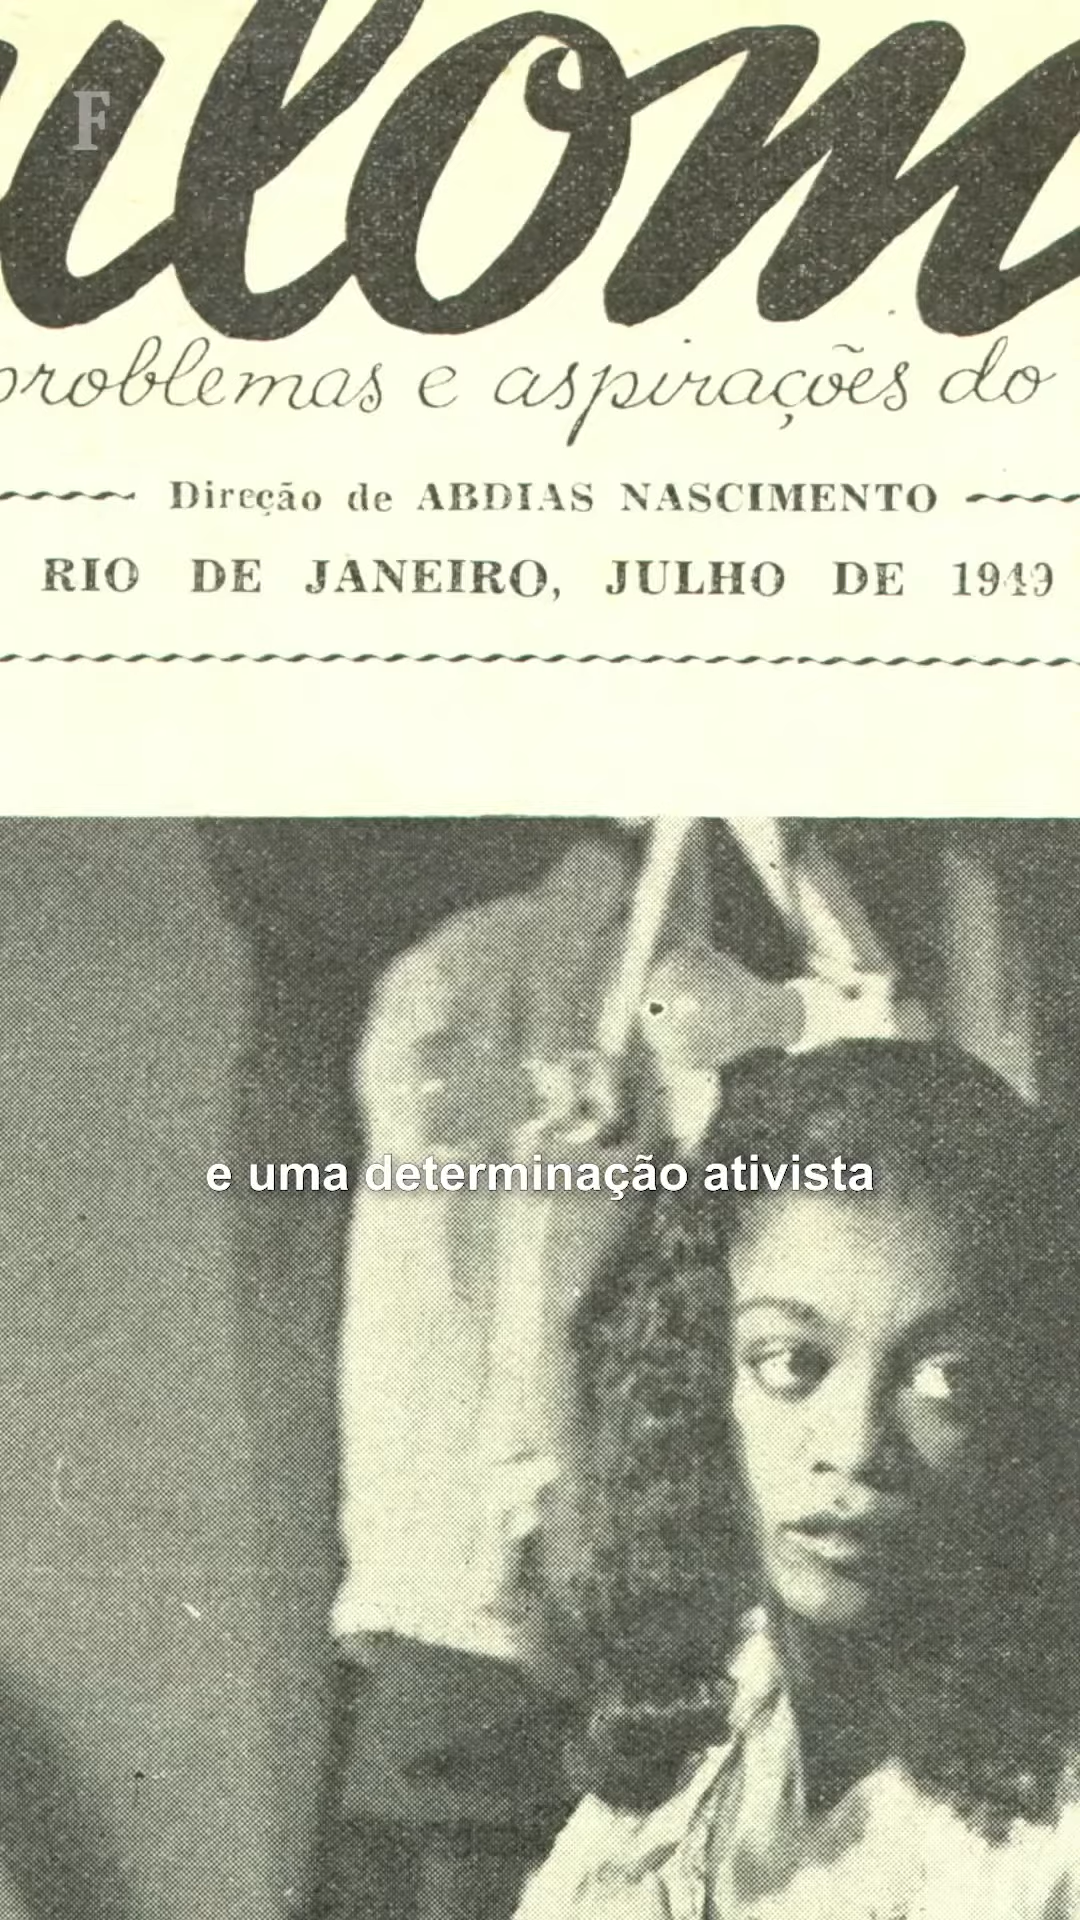 ulom
F
problemas e aspirações do
Direção de ABDIAS NASCIMENTO
RIO DE JANEIRO, JULHO DE 1949
e uma determinação ativista